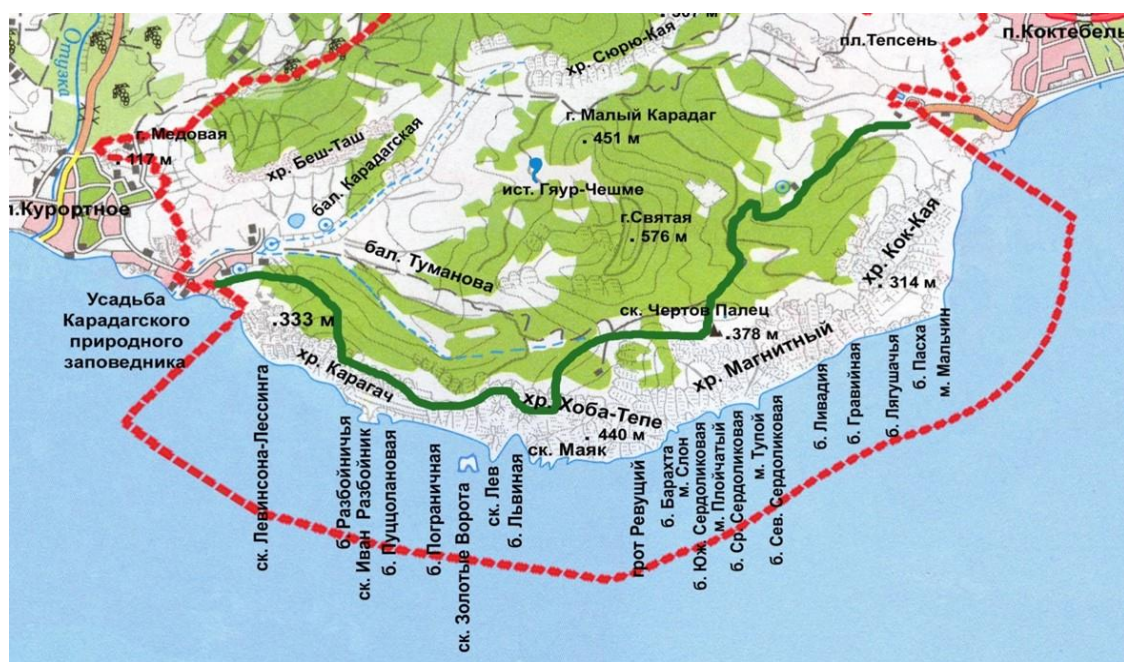 307 м
хр. Сюрю-Кая
пл.Тепсень
п.Коктебель
Отузка
г. Медовая
117 м
хр. Беш-Таш
бал. Карадагская
г. Малый Карадаг
451 м
ист. Гяур-Чешме
г.Святая
576 м
п.Курортное
бал. Туманова
хр. Кок-Кая
314 м
Усадьба
Карадагского
природного
заповедника
333 м
ск. Чертов Палец
378 м
хр. Магнитный
хр. Карагач
хр. Хоба-Тепе
440 м
ск. Маяк
ск. Левинсона-Лессинга
б. Разбойничья
ск. Иван Разбойник
б. Пуццолановая
б. Пограничная
ск. Золотые Ворота
ск. Лев
б. Львиная
грот Ревущий
б. Барахта
м. Слон
б. Юж. Сердоликовая
м. Плойчатый
б. Ср. Сердоликовая
м. Тупой
б. Сев. Сердоликовая
б. Ливадия
б. Гравийная
б. Лягушачья
б. Пасха
м. Мальчин